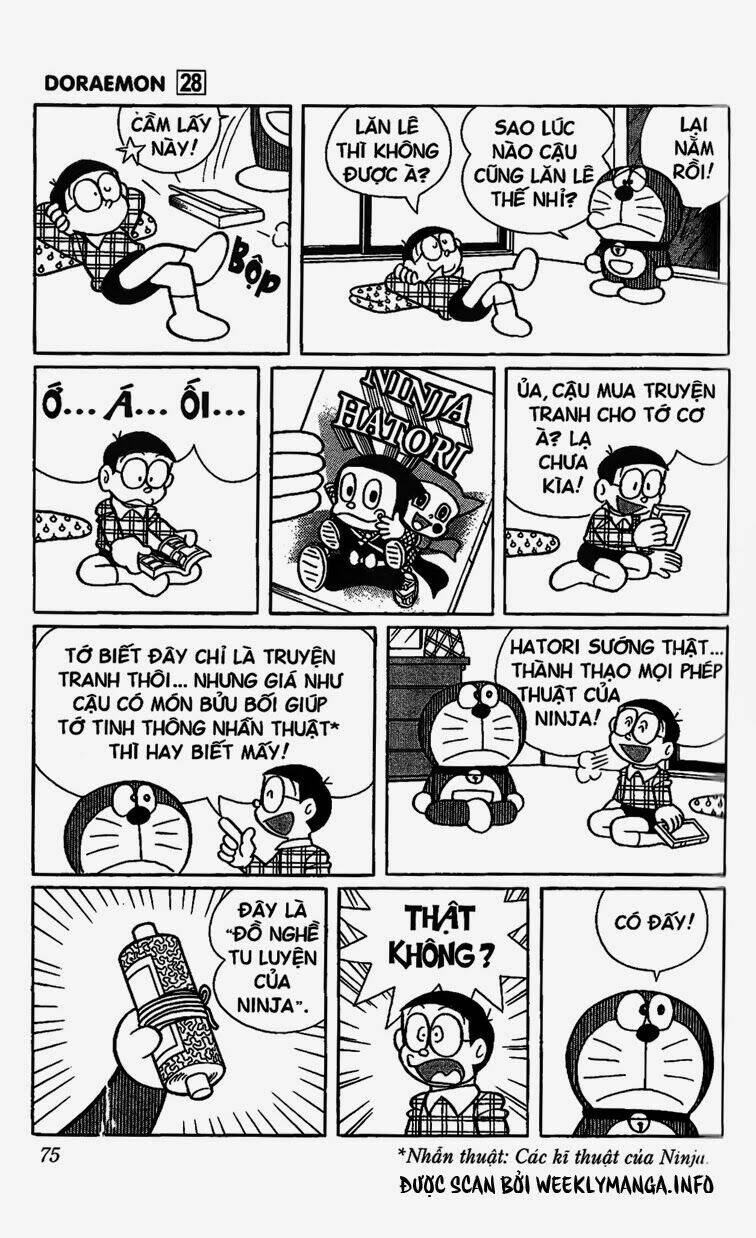 DORAEMON 28
LẠI
NẰM
RỒI!
SAO LÚC
NÀO CẬU
CŨNG LĂN LÊ
THẾ NHỈ?
LĂN LÊ
THÌ KHÔNG
ĐƯỢC À?
CẦM LẤY
NÀY!
BỘP
ỦA, CẬU MUA TRUYỆN
TRANH CHO TỚ CƠ
À? LẠ
CHƯA
KÌA!
NINJA
HATORI
Ớ... Á... ỐI...
HATORI SƯỚNG THẬT...
THÀNH THẠO MỌI PHÉP
THUẬT CỦA
NINJA!
TỚ BIẾT ĐÂY CHỈ LÀ TRUYỆN
TRANH THÔI... NHƯNG GIÁ NHƯ
CẬU CÓ MÓN BỬU BỐI GIÚP
TỚ TINH THÔNG NHẪN THUẬT*
THÌ HAY BIẾT MẤY!
CÓ ĐẤY!
THẬT
KHÔNG?
ĐÂY LÀ
“ĐỒ NGHỀ
TU LUYỆN
CỦA
NINJA”.
75
*Nhẫn thuật: Các kĩ thuật của Ninja.
ĐƯỢC SCAN BỞI WEEKLYMANGA.INFO